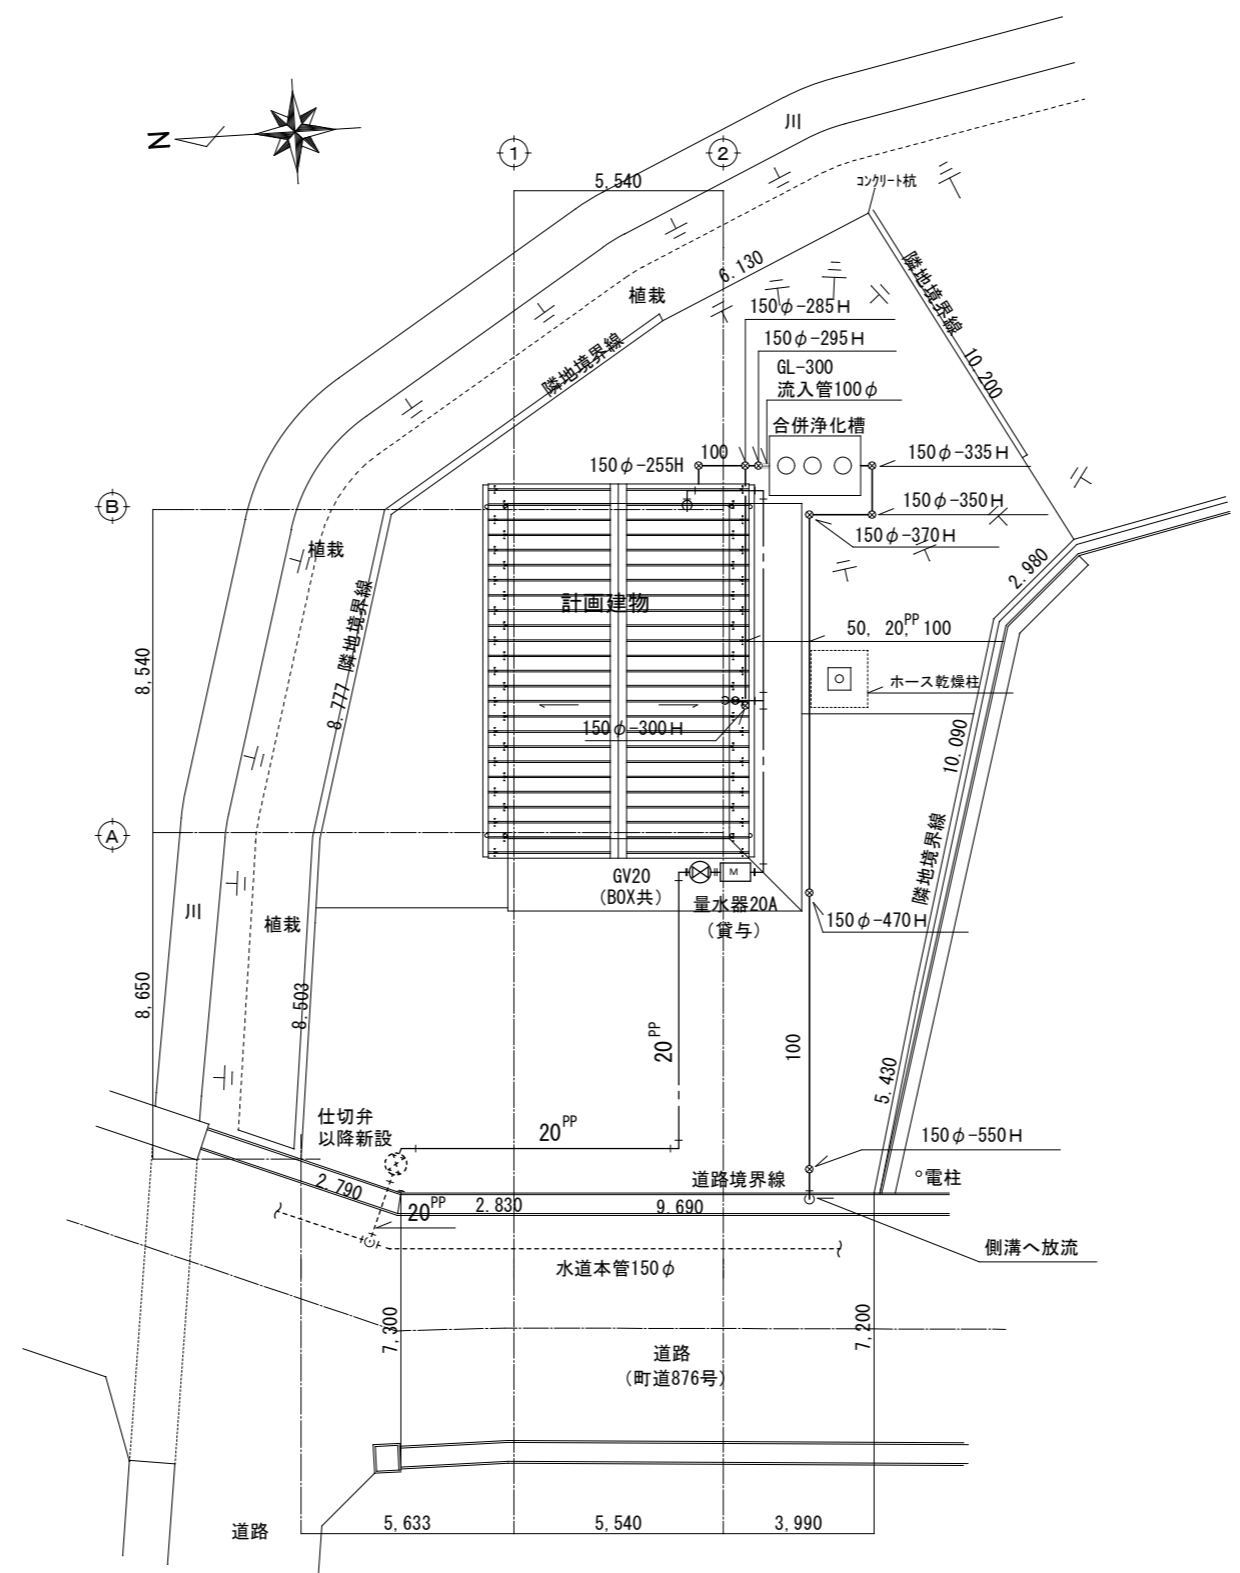 川
N
1
2
5,540
コンクリート杭
6.130
隣地境界線
植栽
150φ-285H
150φ-295H
隣地境界線
10.200
GL-300
流入管100φ
合併浄化槽
100
150φ-255H
150φ-335H
B
150φ-350H
150φ-370H
植栽
2.980
計画建物
50, 20,PP 100
8,540
8.777 隣地境界線
ホース乾燥柱
150φ-300H
10.090
A
隣地境界線
GV20
(BOX共)
M
量水器20A
(貸与)
川
植栽
150φ-470H
8,650
8.503
20PP
100
5.430
仕切弁
以降新設
20PP
150φ-550H
道路境界線
電柱
2.790
20PP
2.830
9.690
側溝へ放流
水道本管150φ
7,300
7,200
道路
(町道876号)
道路
5,633
5,540
3,990